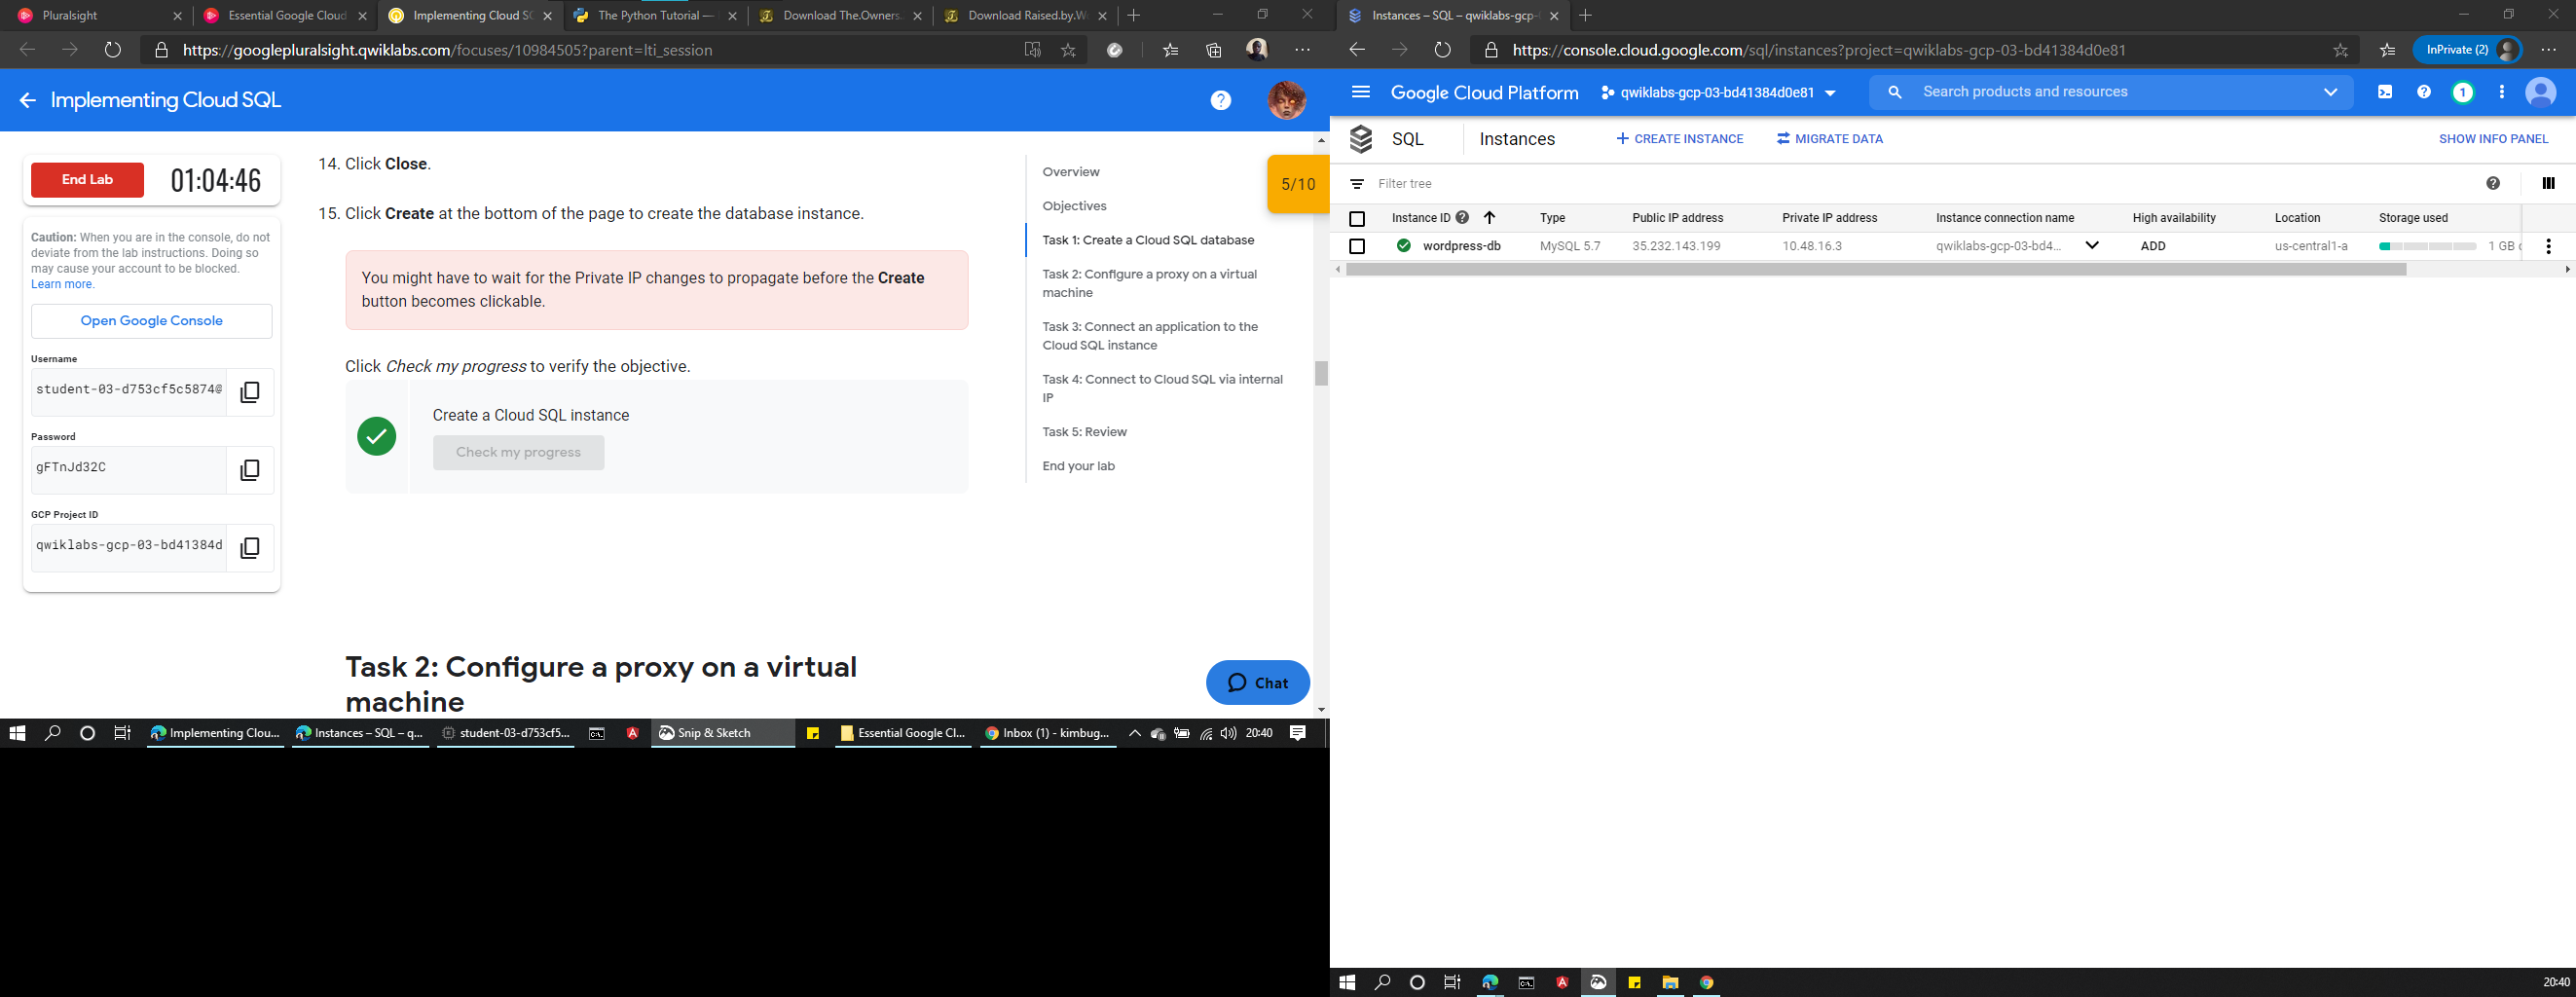 Pluralsight
Essential Google Cloud
Implementing Cloud SQ
The Python Tutorial —
Download The.Owners.
Download Raised.by.W
https://googlepluralsight.qwiklabs.com/focuses/10984505?parent=lti_session
Implementing Cloud SQL
?
End Lab
01:04:46
Caution: When you are in the console, do not
deviate from the lab instructions. Doing so
may cause your account to be blocked.
Learn more.
Open Google Console
Username
student-03-d753cf5c5874@
Password
gFTnJd32C
GCP Project ID
qwiklabs-gcp-03-bd41384d
14. Click Close.
15. Click Create at the bottom of the page to create the database instance.
You might have to wait for the Private IP changes to propagate before the Create
button becomes clickable.
Click Check my progress to verify the objective.
Create a Cloud SQL instance
Check my progress
Task 2: Configure a proxy on a virtual
machine
Overview
Objectives
Task 1: Create a Cloud SQL database
Task 2: Configure a proxy on a virtual
machine
Task 3: Connect an application to the
Cloud SQL instance
Task 4: Connect to Cloud SQL via internal
IP
Task 5: Review
End your lab
5/10
Chat
Implementing Clou...
Instances – SQL – q...
student-03-d753cf5...
Snip & Sketch
Essential Google Cl...
Inbox (1) - kimbug...
20:40
Instances – SQL – qwiklabs-gcp-
https://console.cloud.google.com/sql/instances?project=qwiklabs-gcp-03-bd41384d0e81
InPrivate (2)
Google Cloud Platform
qwiklabs-gcp-03-bd41384d0e81
Search products and resources
?
1
SQL
Instances
CREATE INSTANCE
MIGRATE DATA
SHOW INFO PANEL
Filter tree
Instance ID
Type
Public IP address
Private IP address
Instance connection name
High availability
Location
Storage used
wordpress-db
MySQL 5.7
35.232.143.199
10.48.16.3
qwiklabs-gcp-03-bd4...
ADD
us-central1-a
1 GB
20:40